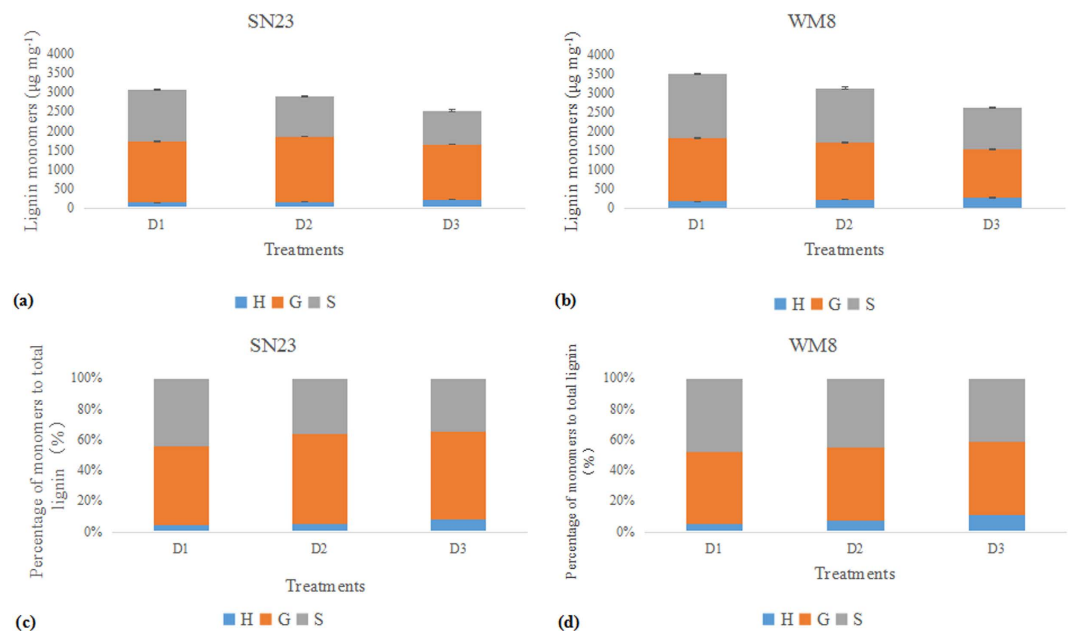 SN23
Lignin monomers (μg mg⁻¹)
4000
3500
3000
2500
2000
1500
1000
500
0
D1 D2 D3
Treatments
(a)
H G S
WM8
Lignin monomers (μg mg⁻¹)
4000
3500
3000
2500
2000
1500
1000
500
0
D1 D2 D3
Treatments
(b)
H G S
SN23
Percentage of monomers to total
lignin (%)
100%
80%
60%
40%
20%
0%
D1 D2 D3
Treatments
(c)
H G S
WM8
Percentage of monomers to total lignin
(%)
100%
80%
60%
40%
20%
0%
D1 D2 D3
Treatments
(d)
H G S